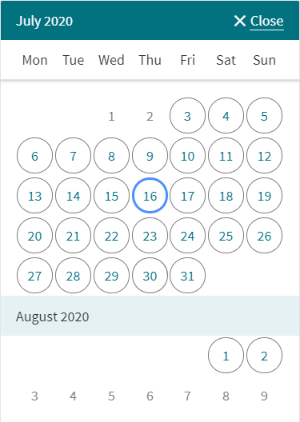 July 2020 Close
Mon Tue Wed Thu Fri Sat Sun
1 2 3 4 5
6 7 8 9 10 11 12
13 14 15 16 17 18 19
20 21 22 23 24 25 26
27 28 29 30 31
August 2020
1 2
3 4 5 6 7 8 9